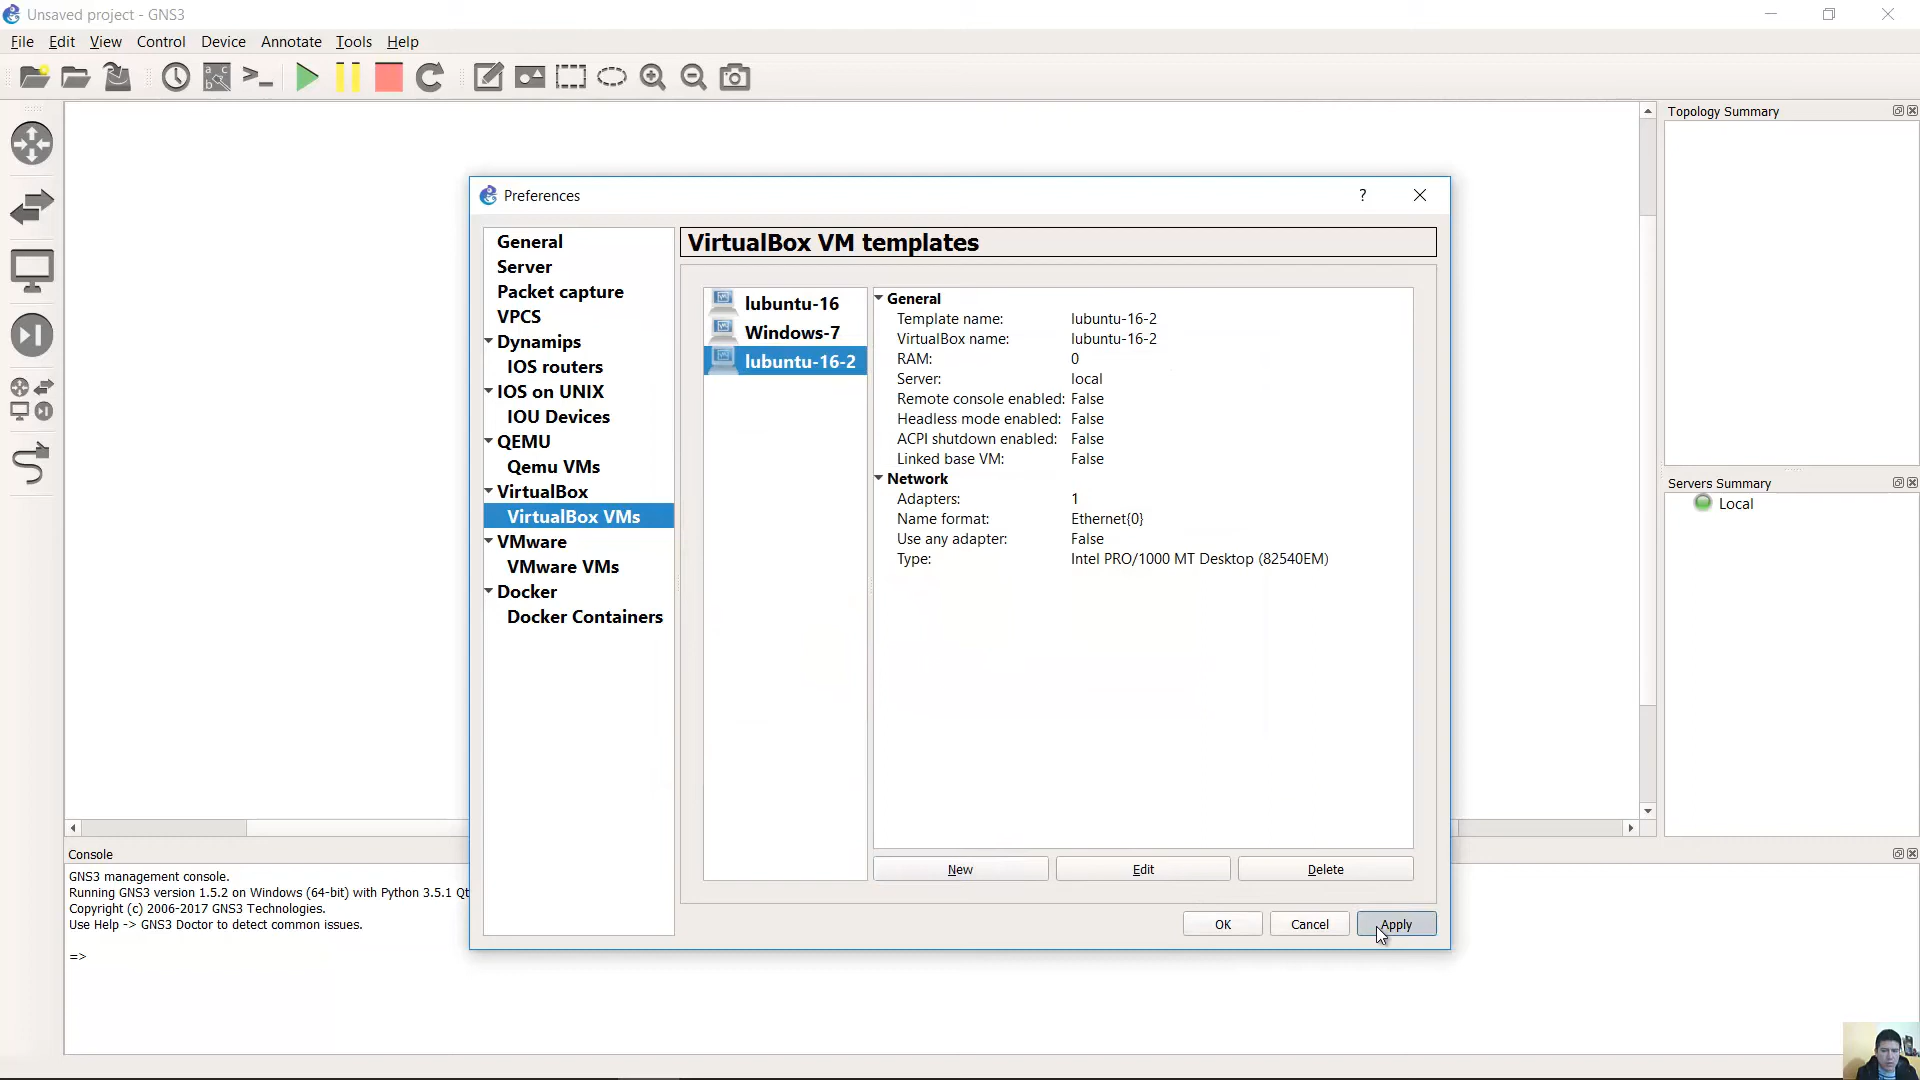 Unsaved project - GNS3
File Edit View Control Device Annotate Tools Help
Topology Summary
Preferences
?
General
Server
Packet capture
VPCS
Dynamips
IOS routers
IOS on UNIX
IOU Devices
QEMU
Qemu VMs
VirtualBox
VirtualBox VMs
VMware
VMware VMs
Docker
Docker Containers
VirtualBox VM templates
lubuntu-16
Windows-7
lubuntu-16-2
General
Template name: lubuntu-16-2
VirtualBox name: lubuntu-16-2
RAM: 0
Server: local
Remote console enabled: False
Headless mode enabled: False
ACPI shutdown enabled: False
Linked base VM: False
Network
Adapters: 1
Name format: Ethernet{0}
Use any adapter: False
Type: Intel PRO/1000 MT Desktop (82540EM)
New Edit Delete
OK Cancel Apply
Servers Summary
Local
Console
GNS3 management console.
Running GNS3 version 1.5.2 on Windows (64-bit) with Python 3.5.1 Qt
Copyright (c) 2006-2017 GNS3 Technologies.
Use Help -> GNS3 Doctor to detect common issues.
=>